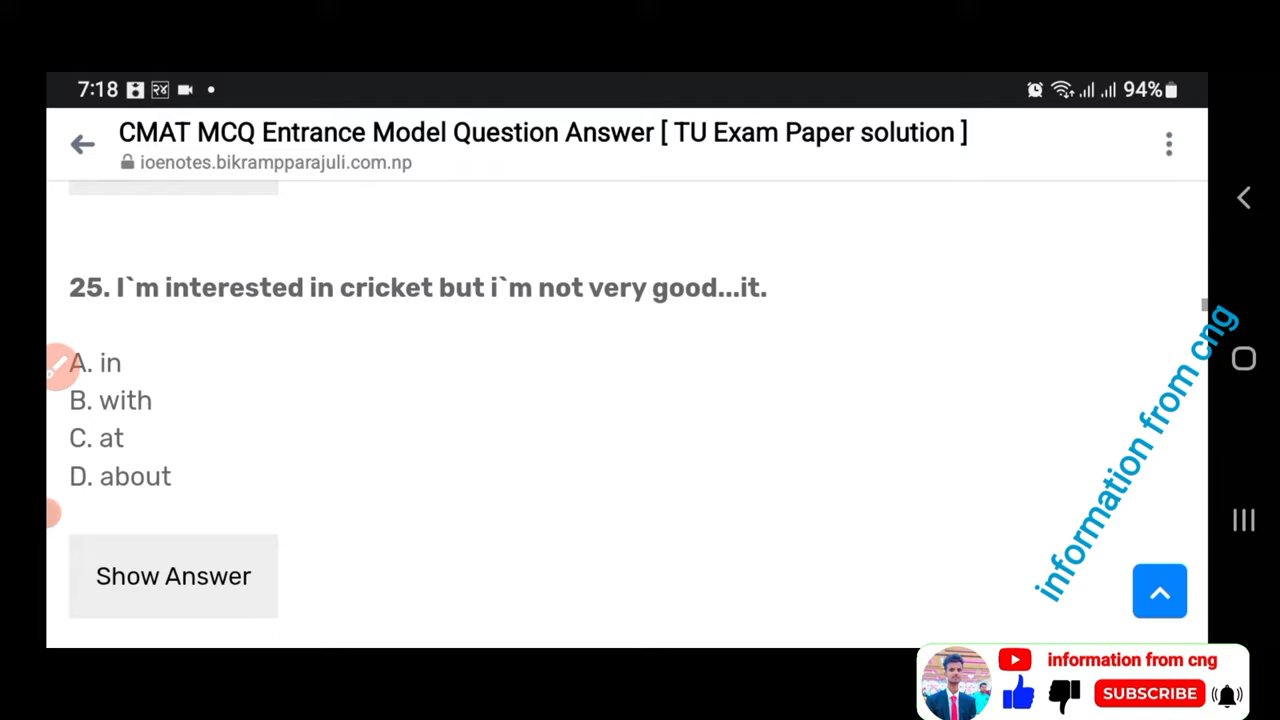 7:18 २४ 94%
CMAT MCQ Entrance Model Question Answer [ TU Exam Paper solution ]
ioenotes.bikrampparajuli.com.np
25. I`m interested in cricket but i`m not very good...it.
A. in
B. with
C. at
D. about
Show Answer
information from cng
information from cng
SUBSCRIBE